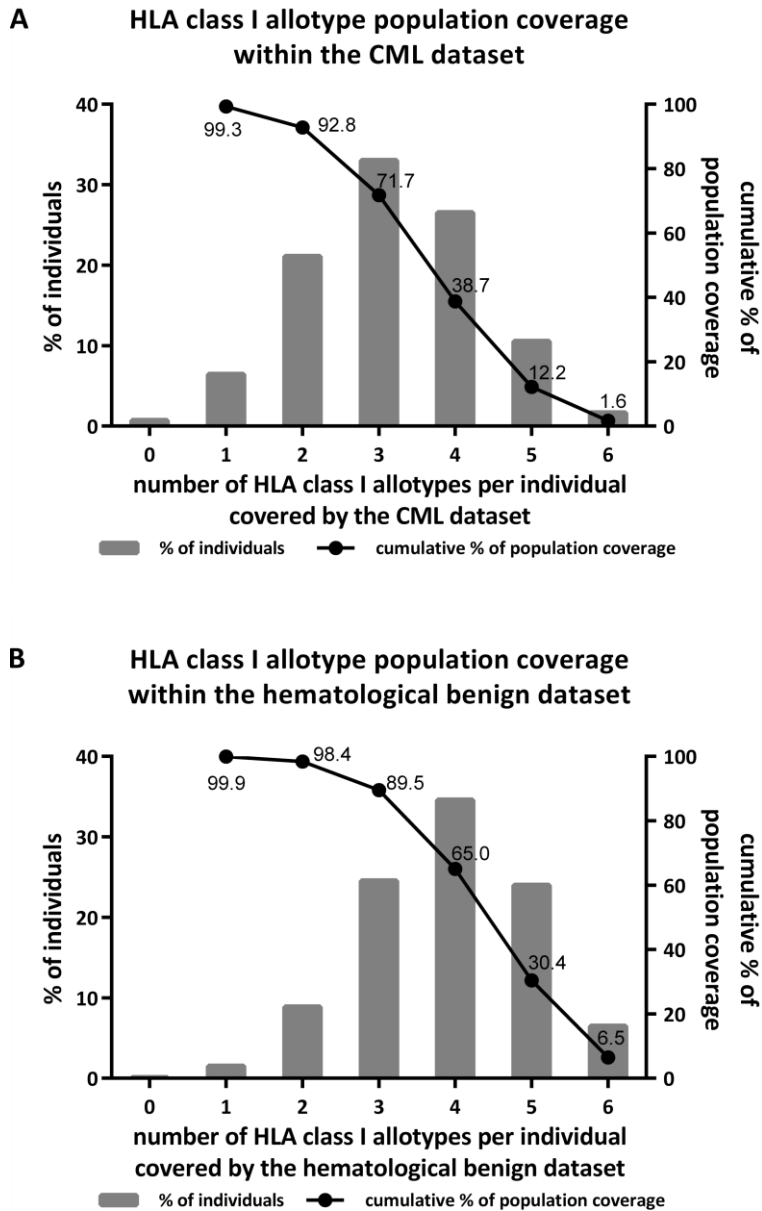 A
HLA class I allotype population coverage
within the CML dataset
40
30
20
10
0
% of individuals
100
80
60
40
20
0
cumulative % of
population coverage
99.3
92.8
71.7
38.7
12.2
1.6
0 1 2 3 4 5 6
number of HLA class I allotypes per individual
covered by the CML dataset
% of individuals cumulative % of population coverage
B
HLA class I allotype population coverage
within the hematological benign dataset
40
30
20
10
0
% of individuals
100
80
60
40
20
0
cumulative % of
population coverage
99.9
98.4
89.5
65.0
30.4
6.5
0 1 2 3 4 5 6
number of HLA class I allotypes per individual
covered by the hematological benign dataset
% of individuals cumulative % of population coverage